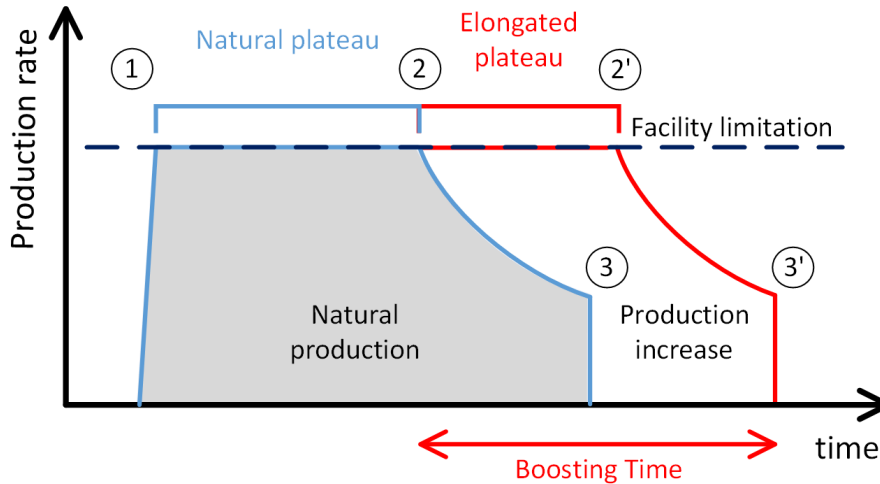 Production rate
Natural plateau
Elongated
plateau
1
2
2'
Facility limitation
3
3'
Natural
production
Production
increase
time
Boosting Time